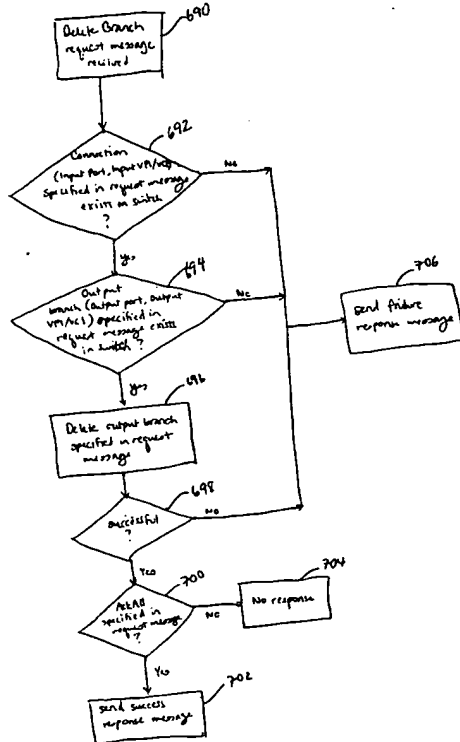 690
Delete Branch
request message
received
692
Connection
(Input Port, Input VPI/VCI)
Specified in request message
exists on switch
?
No
Yes
694
Output
branch (Output port, Output
VPI/VCI) specified in
request message exists
in switch ?
No
706
Send failure
response message
Yes
696
Delete output branch
specified in request
message
698
Successful
?
No
Yes
700
AckAll
specified in
request message
?
No
704
No response
Yes
702
Send success
response message